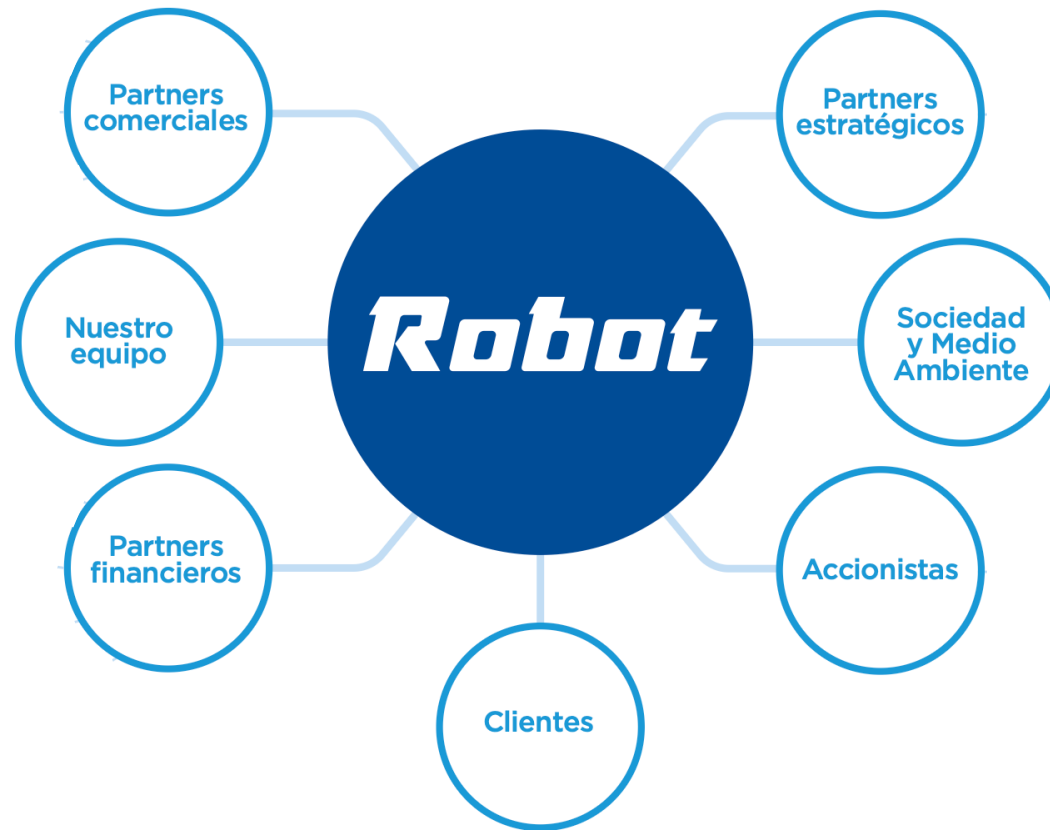 Partners
comerciales
Partners
estratégicos
Robot
Nuestro
equipo
Sociedad
y Medio
Ambiente
Partners
financieros
Accionistas
Clientes